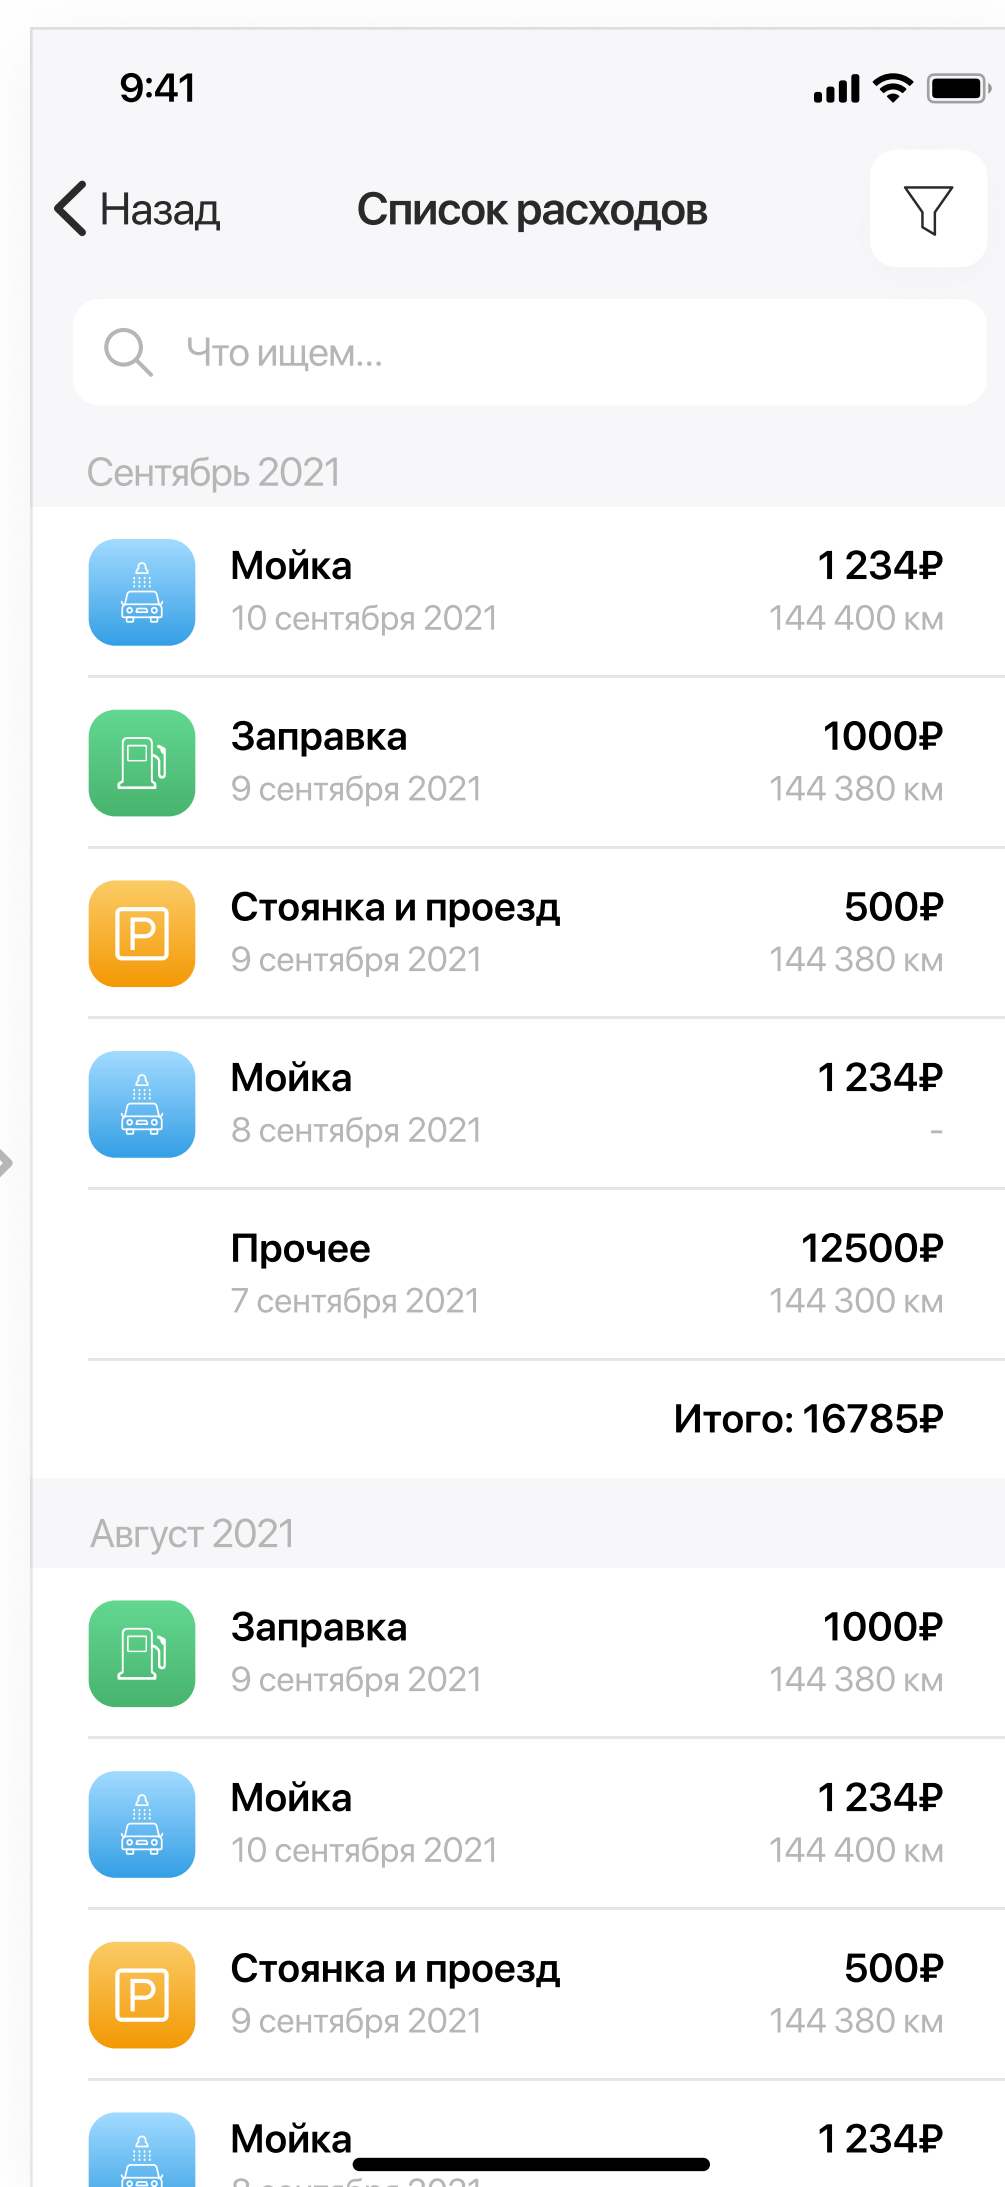 9:41
Назад
Список расходов
Что ищем...
Сентябрь 2021
Мойка 1 234₽
10 сентября 2021 144 400 км
Заправка 1000₽
9 сентября 2021 144 380 км
P
Стоянка и проезд 500₽
9 сентября 2021 144 380 км
Мойка 1 234₽
8 сентября 2021 -
Прочее 12500₽
7 сентября 2021 144 300 км
Итого: 16785₽
Август 2021
Заправка 1000₽
9 сентября 2021 144 380 км
Мойка 1 234₽
10 сентября 2021 144 400 км
P
Стоянка и проезд 500₽
9 сентября 2021 144 380 км
Мойка 1 234₽
8 сентября 2021